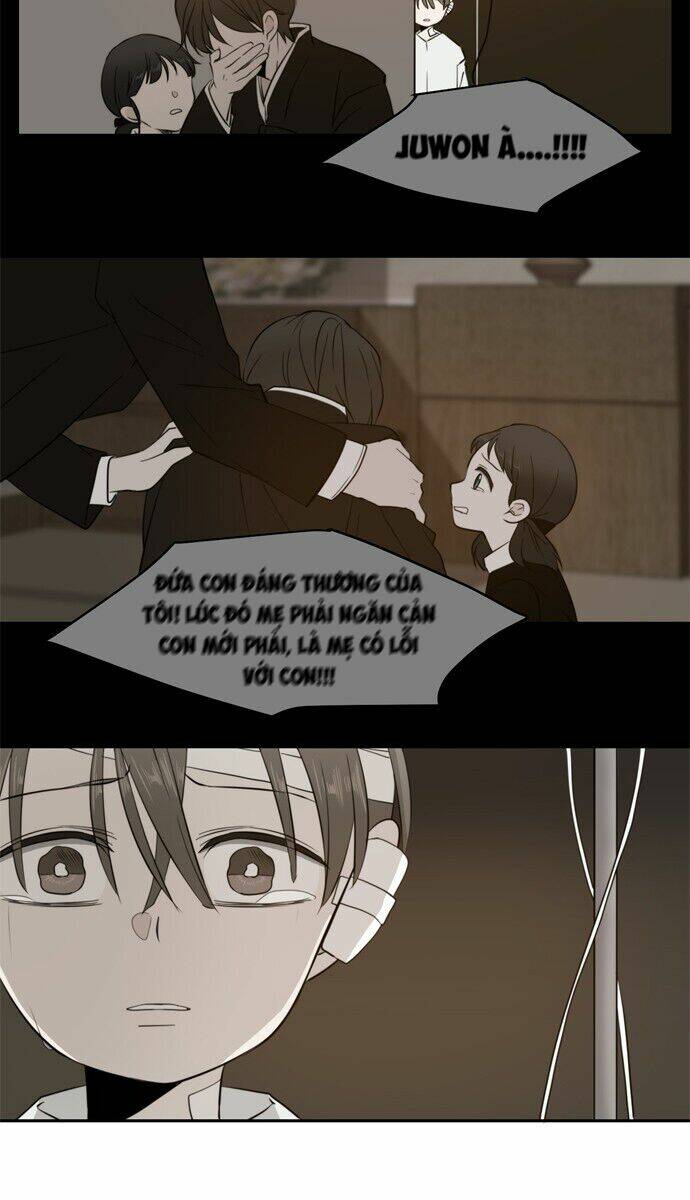 JUWON À....!!!!
ĐỨA CON ĐÁNG THƯƠNG CỦA
TÔI! LÚC ĐÓ MẸ PHẢI NGĂN CẢN
CON MỚI PHẢI, LÀ MẸ CÓ LỖI
VỚI CON!!!